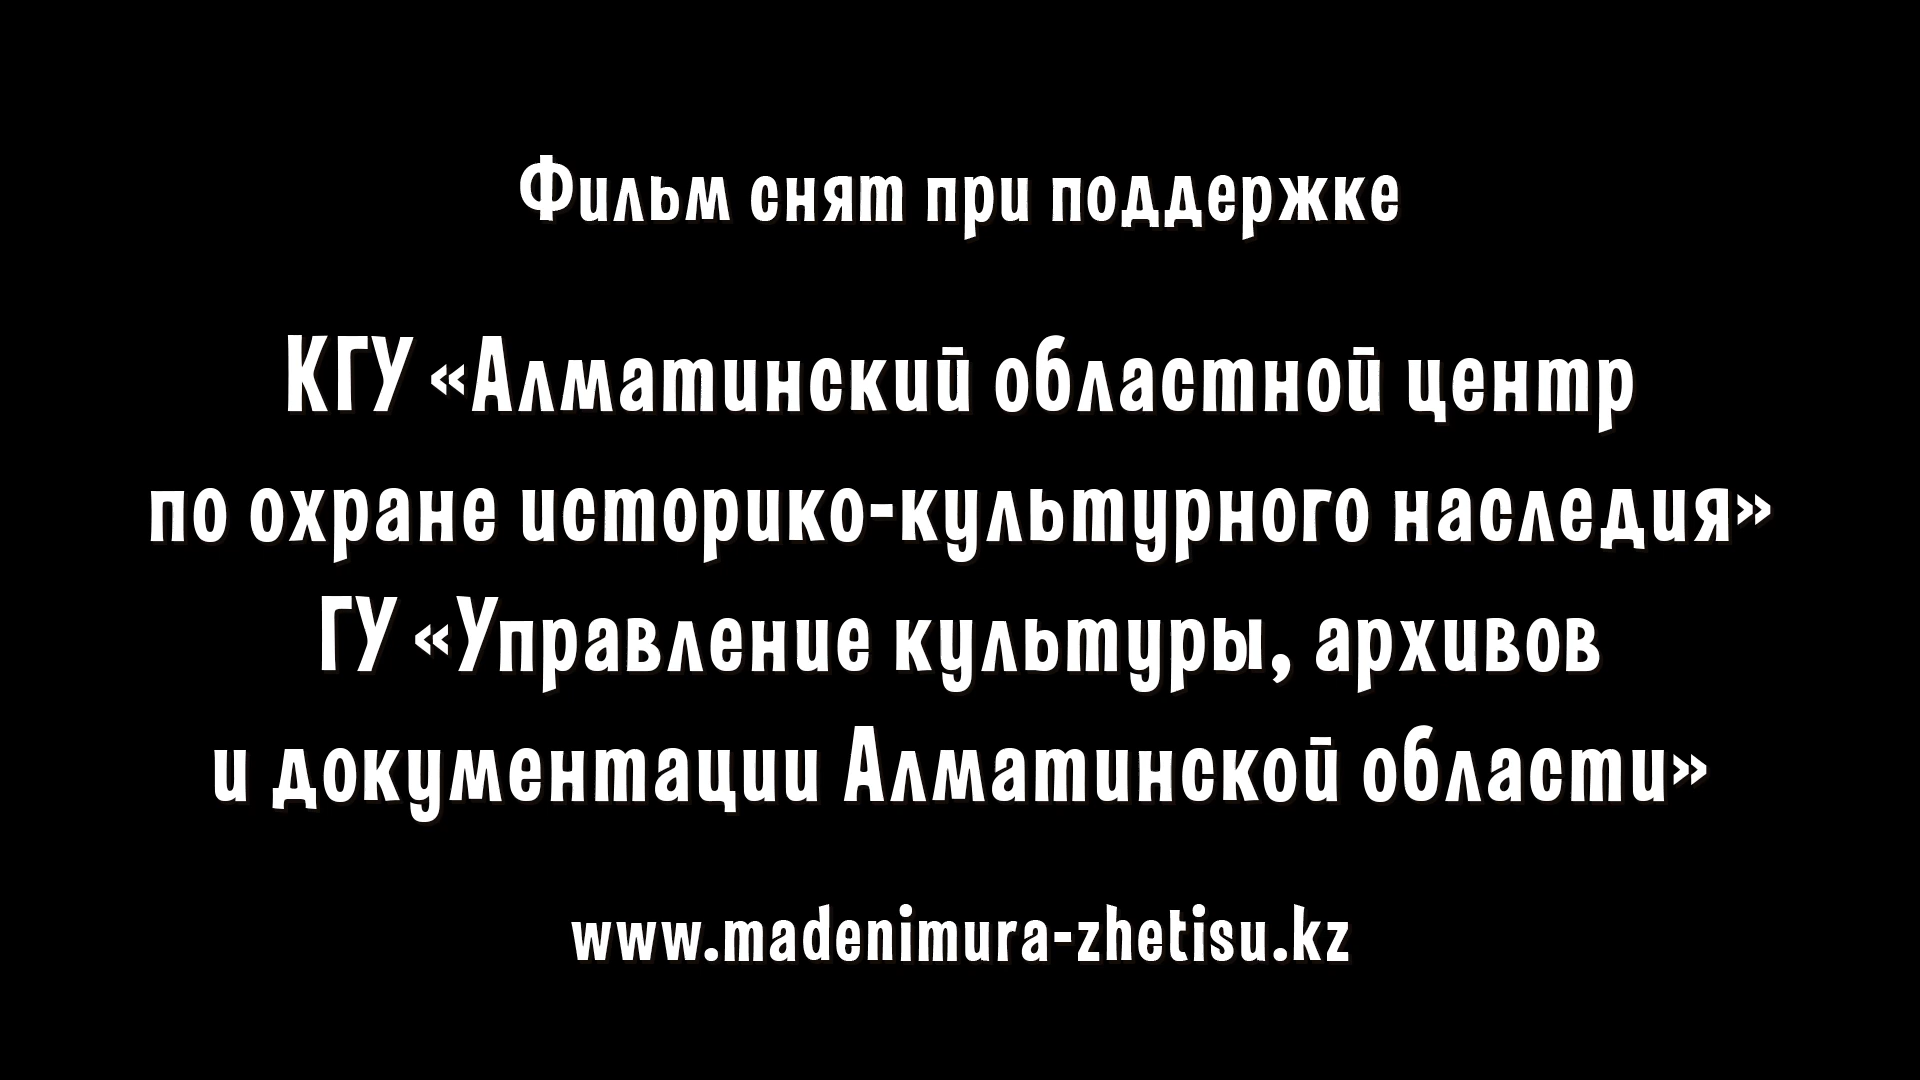 Фильм снят при поддержке
КГУ «Алматинский областной центр
по охране историко-культурного наследия»
ГУ «Управление культуры, архивов
и документации Алматинской области»
www.madenimura-zhetisu.kz